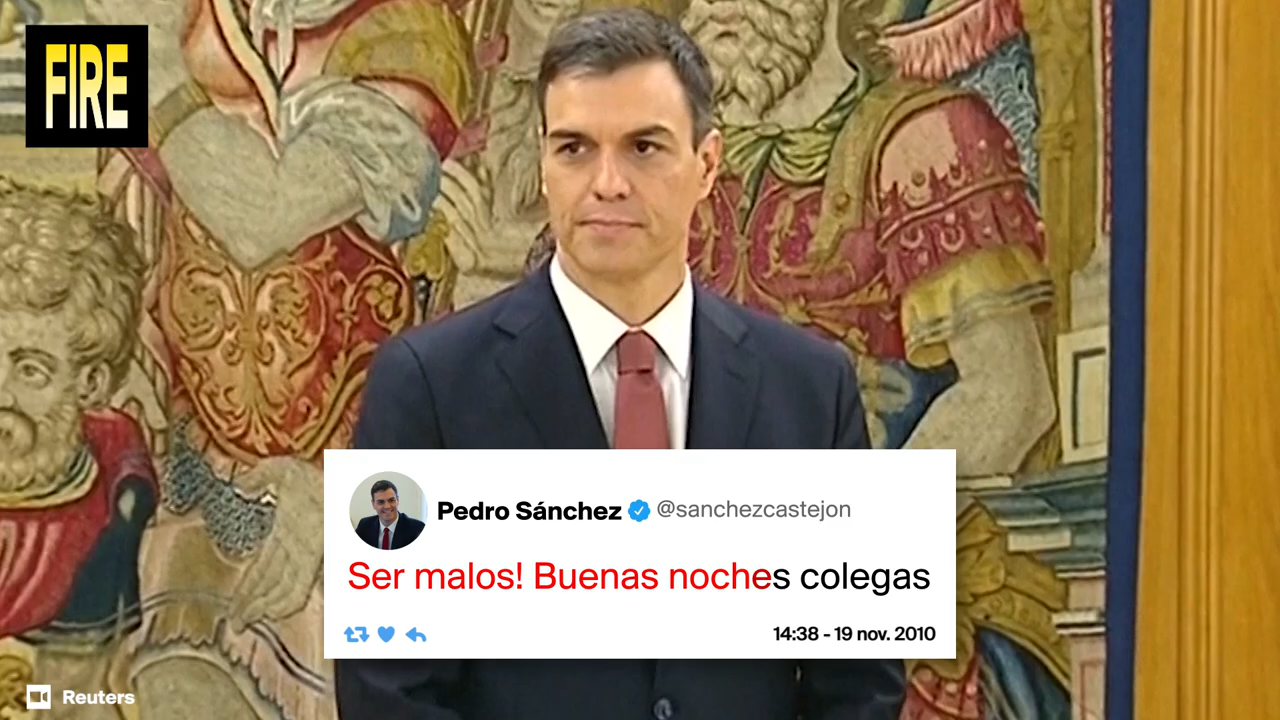 FIRE
Pedro Sánchez @sanchezcastejon
Ser malos! Buenas noches colegas
14:38 - 19 nov. 2010
Reuters